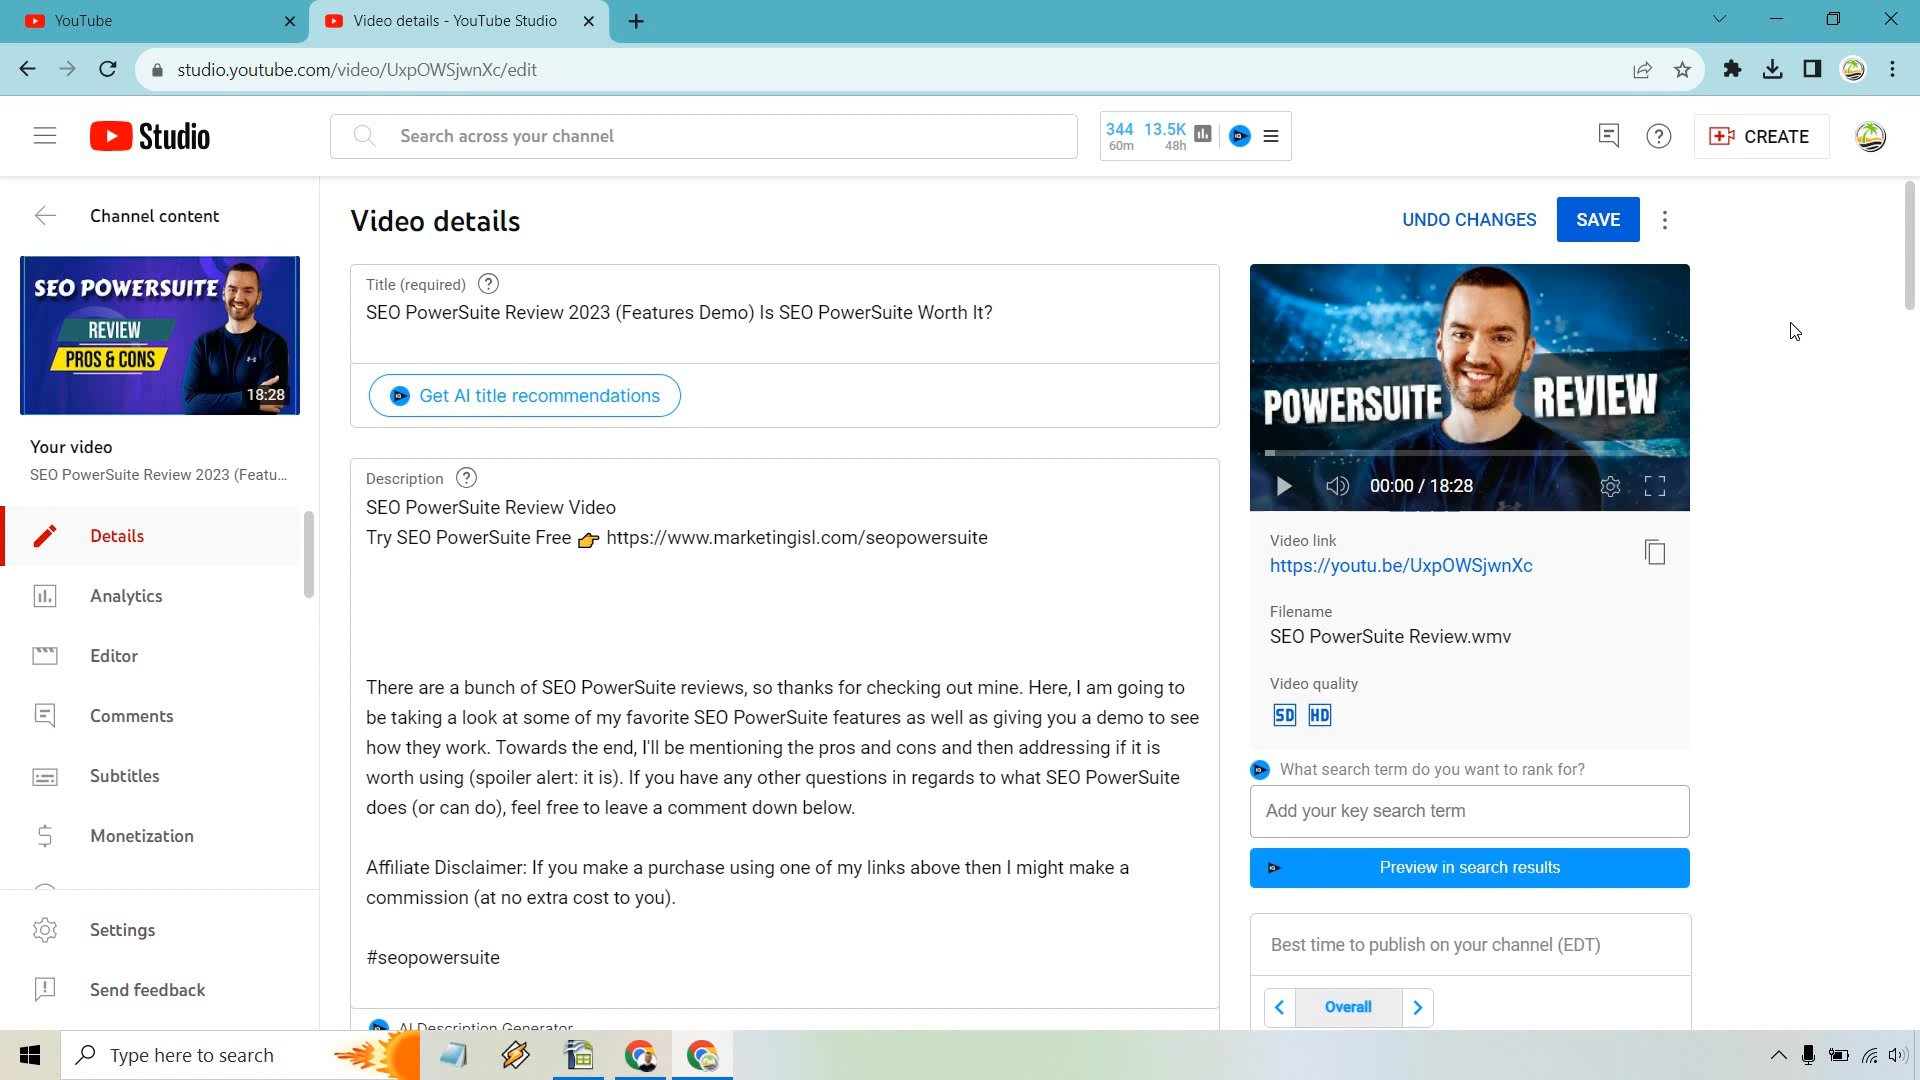 YouTube
Video details - YouTube Studio
studio.youtube.com/video/UxpOWSjwnXc/edit
Studio
Search across your channel
344 13.5K
60m 48h
CREATE
Channel content
SEO POWERSUITE
REVIEW
PROS & CONS
18:28
Your video
SEO PowerSuite Review 2023 (Featu...
Details
Analytics
Editor
Comments
Subtitles
Monetization
Settings
Send feedback
Video details
UNDO CHANGES
SAVE
Title (required)
SEO PowerSuite Review 2023 (Features Demo) Is SEO PowerSuite Worth It?
Get AI title recommendations
Description
SEO PowerSuite Review Video
Try SEO PowerSuite Free 👉 https://www.marketingisl.com/seopowersuite
There are a bunch of SEO PowerSuite reviews, so thanks for checking out mine. Here, I am going to
be taking a look at some of my favorite SEO PowerSuite features as well as giving you a demo to see
how they work. Towards the end, I'll be mentioning the pros and cons and then addressing if it is
worth using (spoiler alert: it is). If you have any other questions in regards to what SEO PowerSuite
does (or can do), feel free to leave a comment down below.
Affiliate Disclaimer: If you make a purchase using one of my links above then I might make a
commission (at no extra cost to you).
#seopowersuite
AI Description Generator
POWERSUITE REVIEW
00:00 / 18:28
Video link
https://youtu.be/UxpOWSjwnXc
Filename
SEO PowerSuite Review.wmv
Video quality
SD HD
What search term do you want to rank for?
Add your key search term
Preview in search results
Best time to publish on your channel (EDT)
Overall
Type here to search